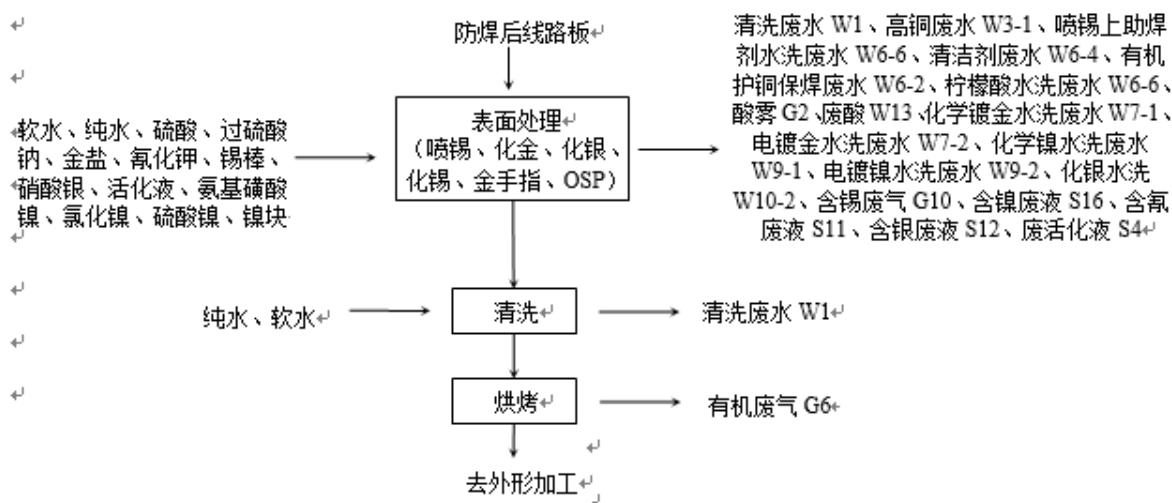 防焊后线路板
清洗废水 W1、高铜废水 W3-1、喷锡上助焊
剂水洗废水 W6-6、清洁剂废水 W6-4、有机
护铜保焊废水 W6-2、柠檬酸水洗废水 W6-6、
酸雾 G2、废酸 W13、化学镀金水洗废水 W7-1、
电镀金水洗废水 W7-2、化学镍水洗废水
W9-1、电镀镍水洗废水 W9-2、化银水洗
W10-2、含锡废气 G10、含镍废液 S16、含氰
废液 S11、含银废液 S12、废活化液 S4
软水、纯水、硫酸、过硫酸
钠、金盐、氰化钾、锡棒、
硝酸银、活化液、氨基磺酸
镍、氯化镍、硫酸镍、镍块
表面处理
（喷锡、化金、化银、
化锡、金手指、OSP）
纯水、软水
清洗
清洗废水 W1
烘烤
有机废气 G6
去外形加工